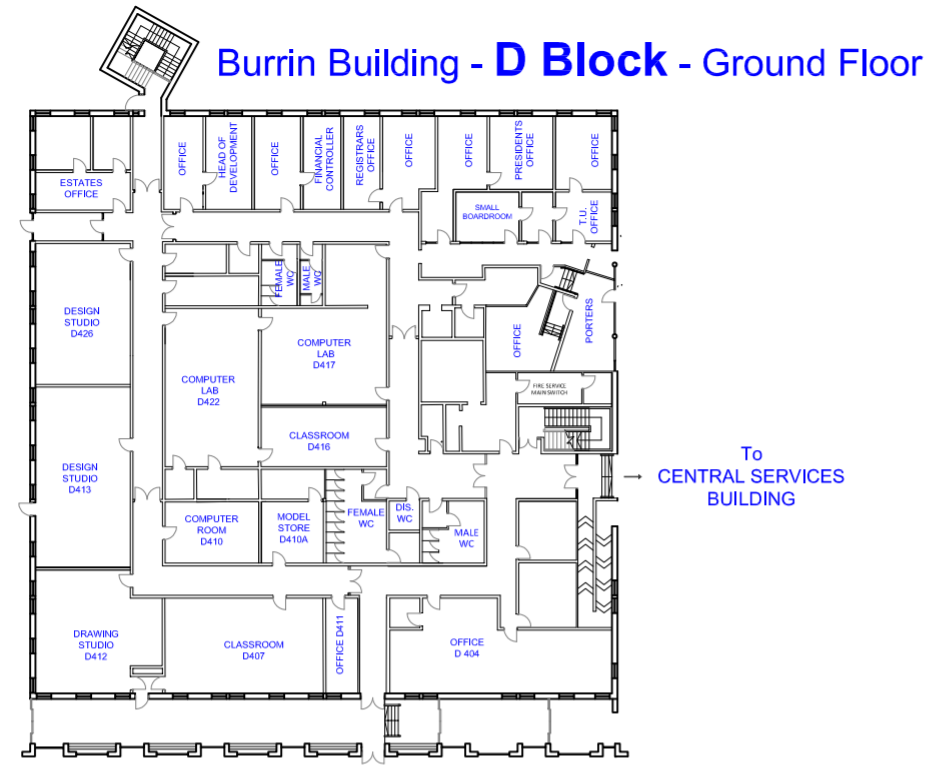 Burrin Building - D Block - Ground Floor
ESTATES
OFFICE
OFFICE
HEAD OF
DEVELOPMENT
OFFICE
FINANCIAL
CONTROLLER
REGISTRARS
OFFICE
OFFICE
OFFICE
PRESIDENTS
OFFICE
OFFICE
SMALL
BOARDROOM
T.U.
OFFICE
FEMALE
WC
MALE
WC
DESIGN
STUDIO
D426
COMPUTER
LAB
D417
OFFICE
PORTERS
COMPUTER
LAB
D422
FIRE SERVICE
MAIN SWITCH
CLASSROOM
D416
DESIGN
STUDIO
D413
To
CENTRAL SERVICES
BUILDING
COMPUTER
ROOM
D410
MODEL
STORE
D410A
FEMALE
WC
DIS.
WC
MALE
WC
DRAWING
STUDIO
D412
CLASSROOM
D407
OFFICE D411
OFFICE
D 404